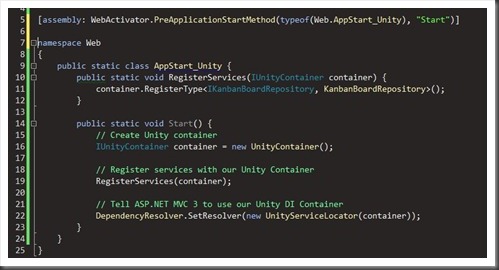 4
5 [assembly: WebActivator.PreApplicationStartMethod(typeof(Web.AppStart_Unity), "Start")]
6
7 namespace Web
8 {
9 public static class AppStart_Unity {
10 public static void RegisterServices(IUnityContainer container) {
11 container.RegisterType<IKanbanBoardRepository, KanbanBoardRepository>();
12 }
13
14 public static void Start() {
15 // Create Unity container
16 IUnityContainer container = new UnityContainer();
17
18 // Register services with our Unity Container
19 RegisterServices(container);
20
21 // Tell ASP.NET MVC 3 to use our Unity DI Container
22 DependencyResolver.SetResolver(new UnityServiceLocator(container));
23 }
24 }
25 }